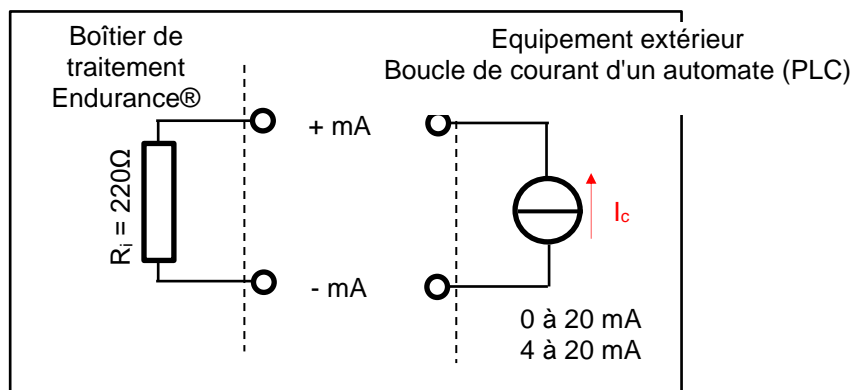 Boîtier de
traitement
Endurance®
Equipement extérieur
Boucle de courant d'un automate (PLC)
+ mA
Ri = 220Ω
Ic
- mA
0 à 20 mA
4 à 20 mA